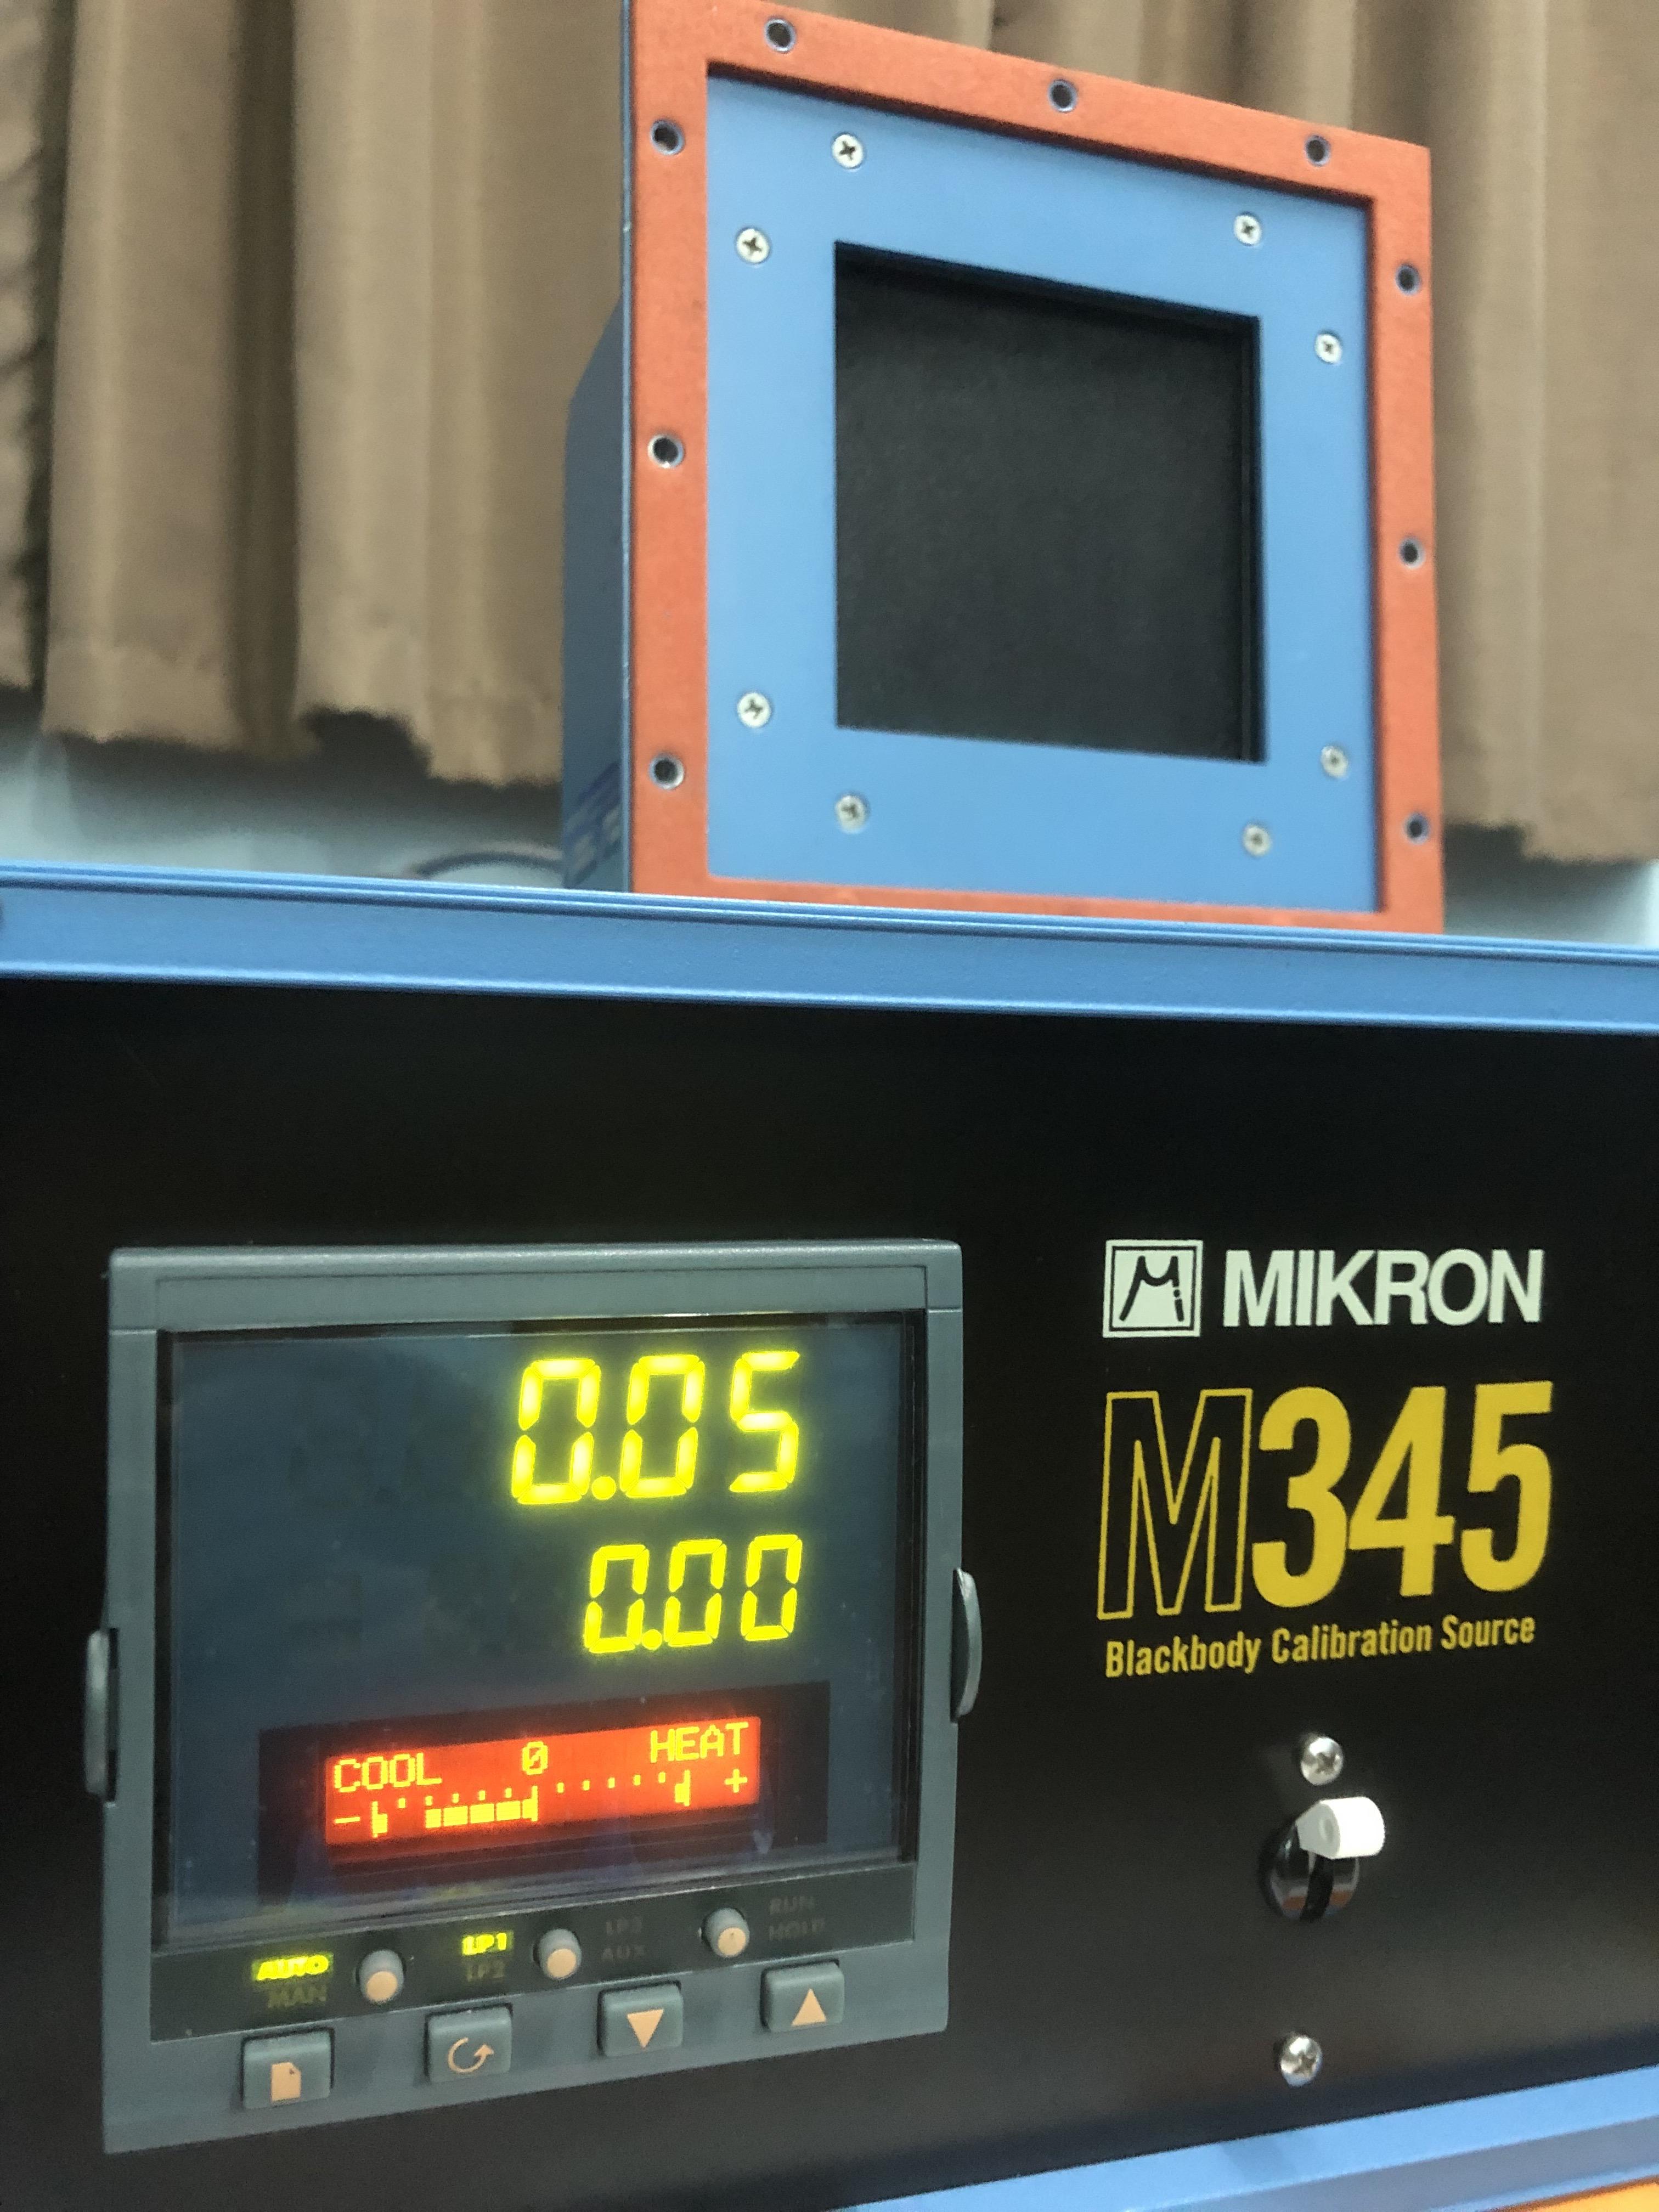 MIKRON
M345
Blackbody Calibration Source
0.05
0.00
COOL 0 HEAT
- +
AUTO
MAN
LP1
LP2
LP3
AUX
RUN
HOLD